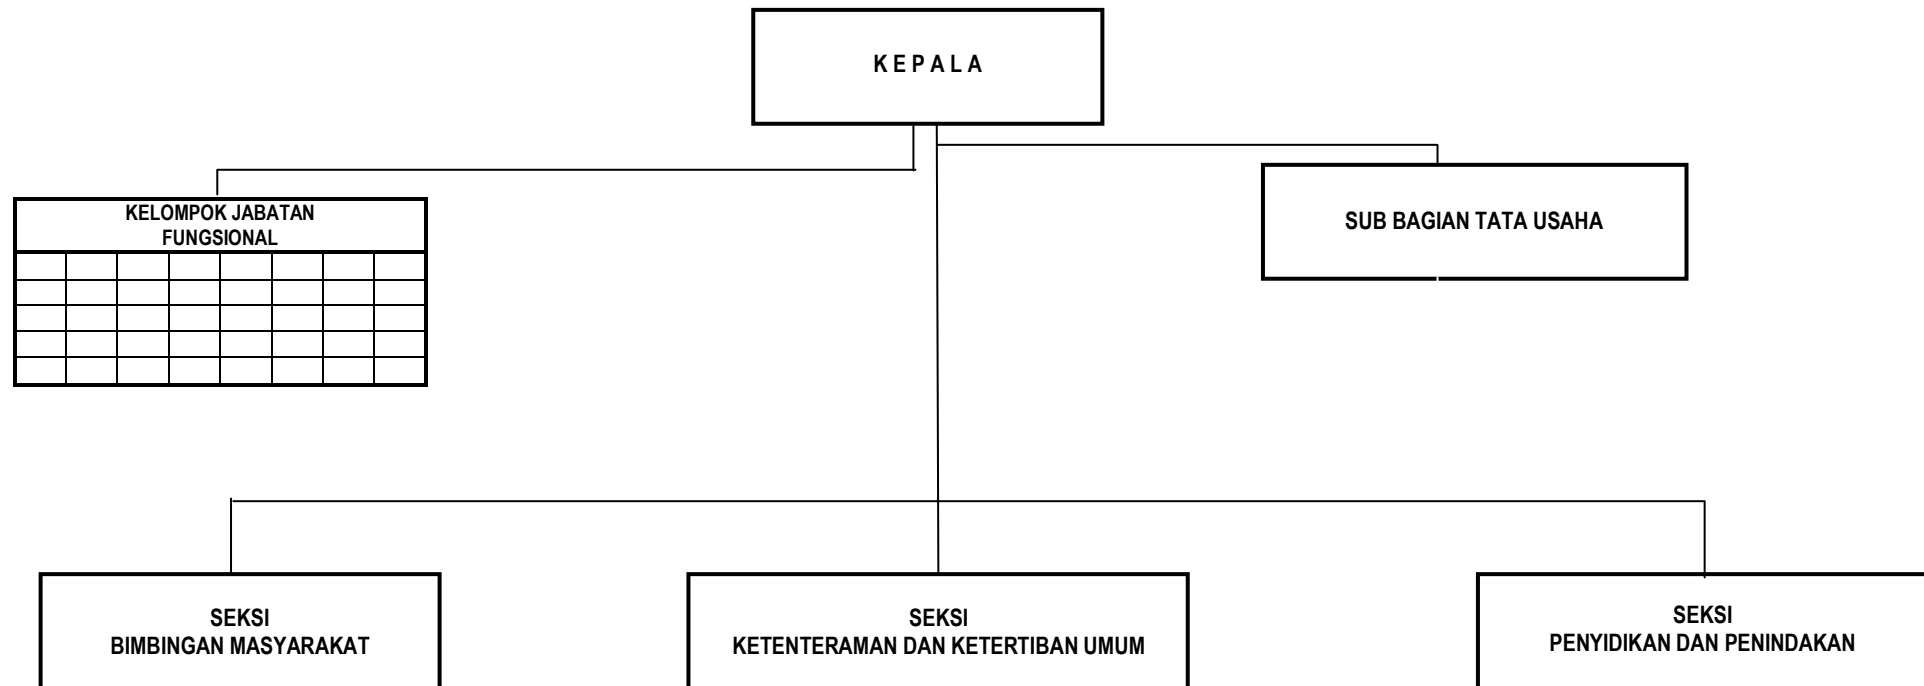 K E P A L A
KELOMPOK JABATAN
FUNGSIONAL
SUB BAGIAN TATA USAHA
SEKSI
BIMBINGAN MASYARAKAT
SEKSI
KETENTERAMAN DAN KETERTIBAN UMUM
SEKSI
PENYIDIKAN DAN PENINDAKAN